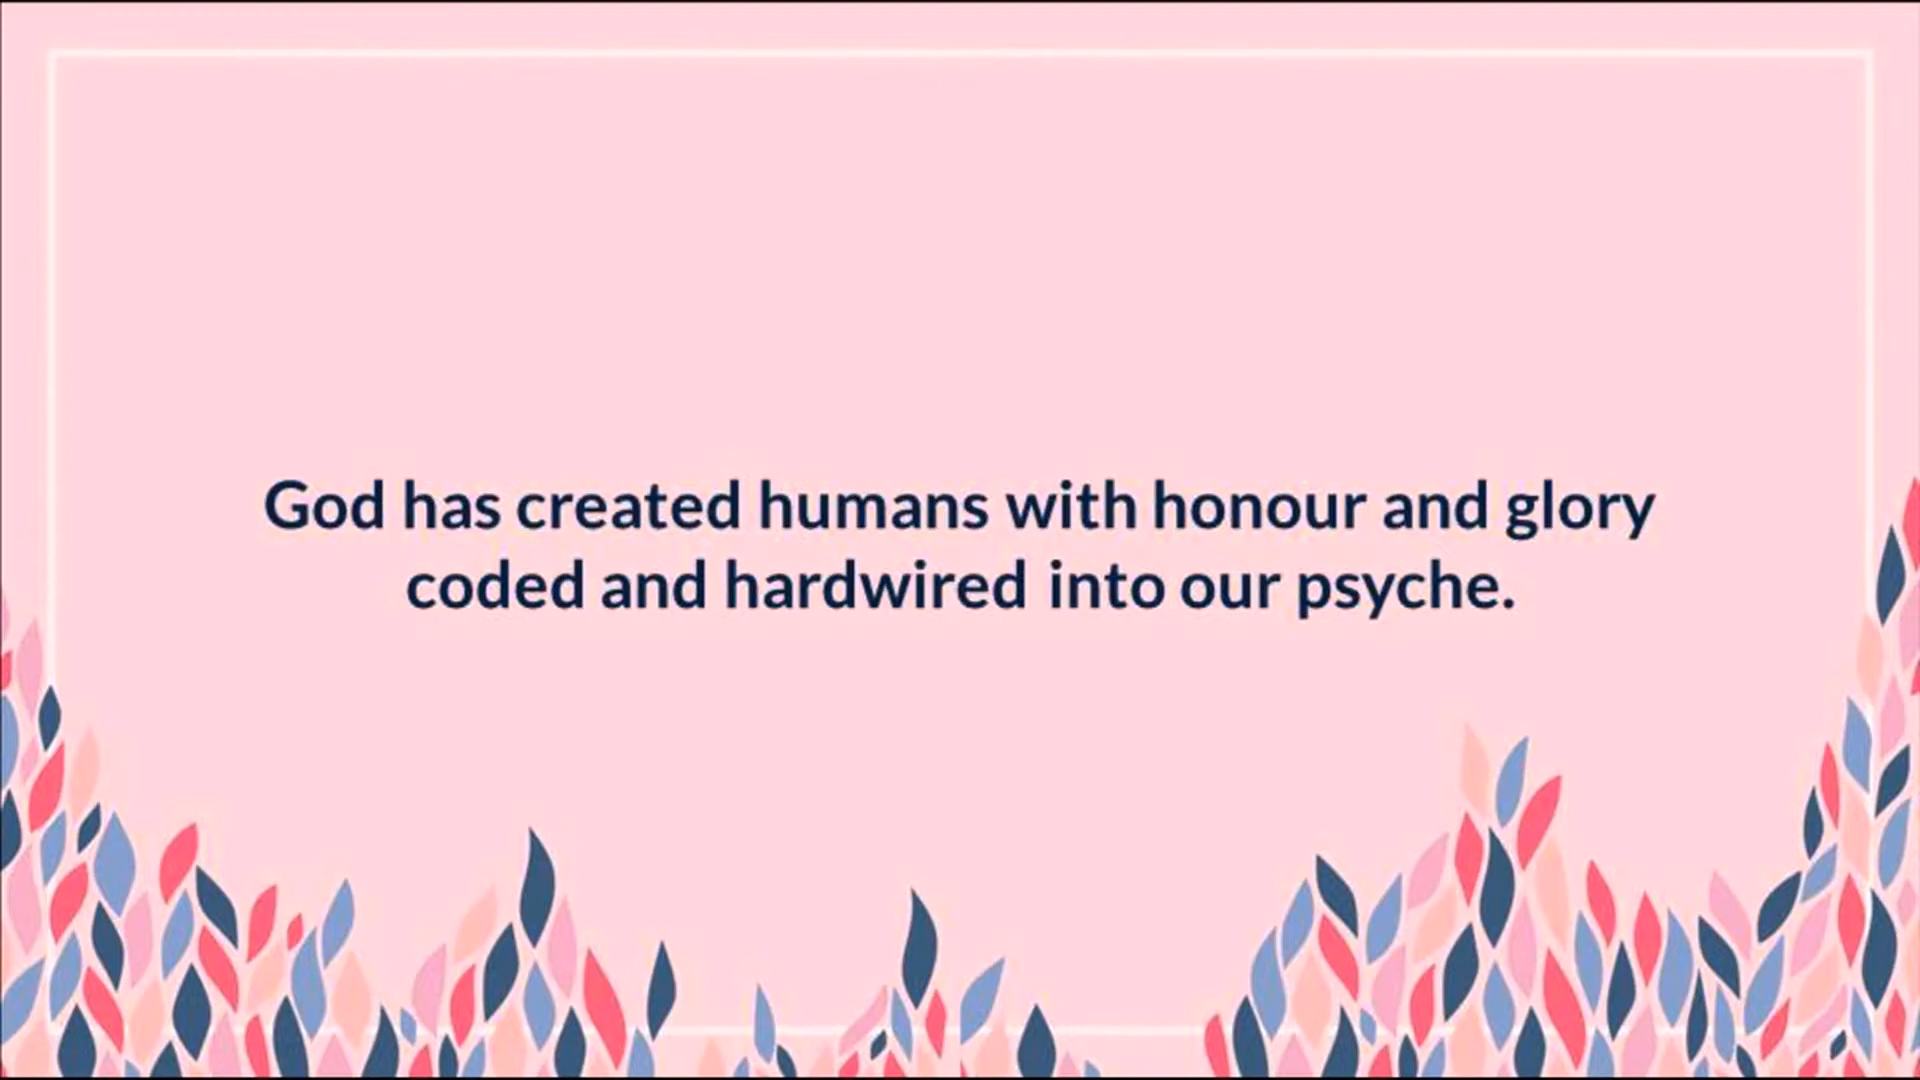 God has created humans with honour and glory
coded and hardwired into our psyche.